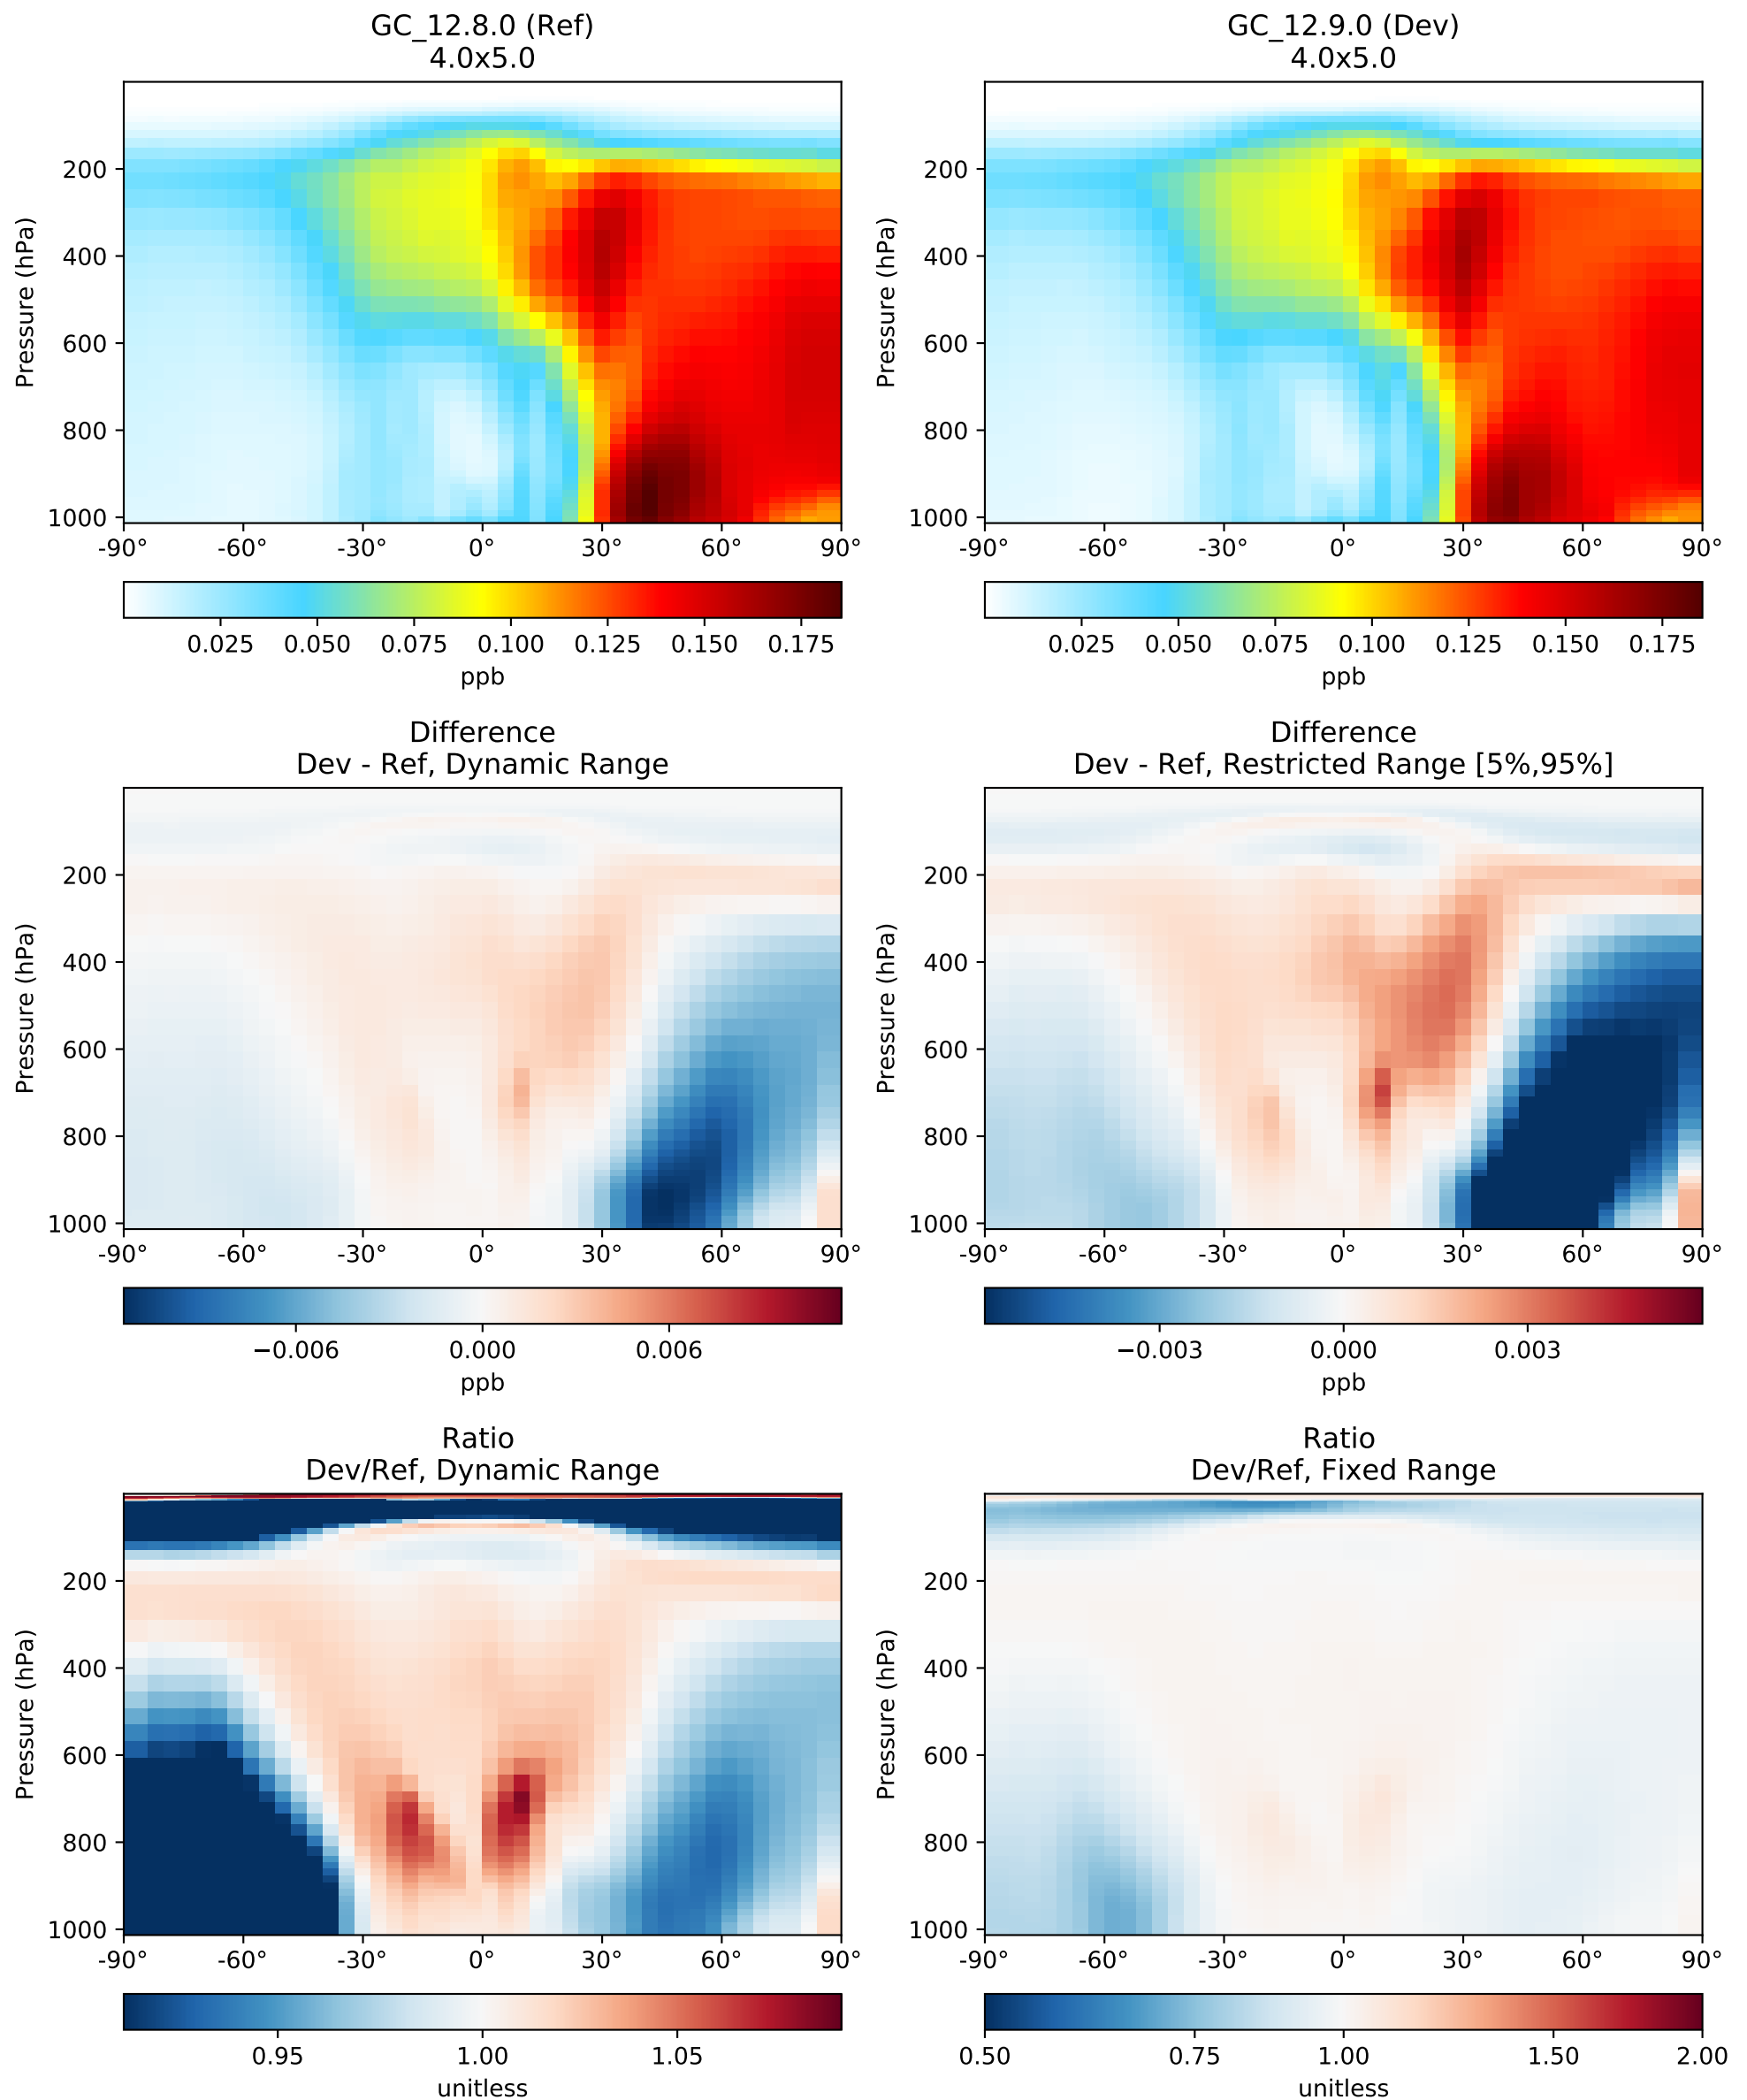 GC_12.8.0 (Ref)
4.0x5.0
Pressure (hPa)
200
400
600
800
1000
-90° -60° -30° 0° 30° 60° 90°
0.025 0.050 0.075 0.100 0.125 0.150 0.175
ppb
GC_12.9.0 (Dev)
4.0x5.0
Pressure (hPa)
200
400
600
800
1000
-90° -60° -30° 0° 30° 60° 90°
0.025 0.050 0.075 0.100 0.125 0.150 0.175
ppb
Difference
Dev - Ref, Dynamic Range
Pressure (hPa)
200
400
600
800
1000
-90° -60° -30° 0° 30° 60° 90°
−0.006 0.000 0.006
ppb
Difference
Dev - Ref, Restricted Range [5%,95%]
Pressure (hPa)
200
400
600
800
1000
-90° -60° -30° 0° 30° 60° 90°
−0.003 0.000 0.003
ppb
Ratio
Dev/Ref, Dynamic Range
Pressure (hPa)
200
400
600
800
1000
-90° -60° -30° 0° 30° 60° 90°
0.95 1.00 1.05
unitless
Ratio
Dev/Ref, Fixed Range
Pressure (hPa)
200
400
600
800
1000
-90° -60° -30° 0° 30° 60° 90°
0.50 0.75 1.00 1.50 2.00
unitless